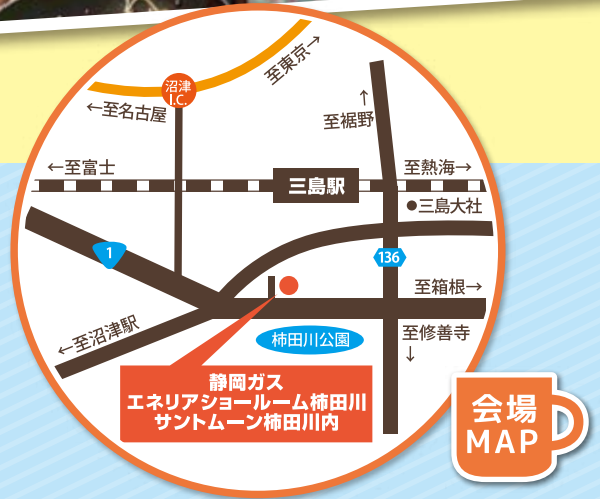 至東京→
沼津
I.C.
←至名古屋
↑
至裾野
←至富士
三島駅
至熱海→
●三島大社
1
136
至箱根→
←至沼津駅
柿田川公園
至修善寺
↓
静岡ガス
エネリアショールーム柿田川
サントムーン柿田川内
会場
MAP